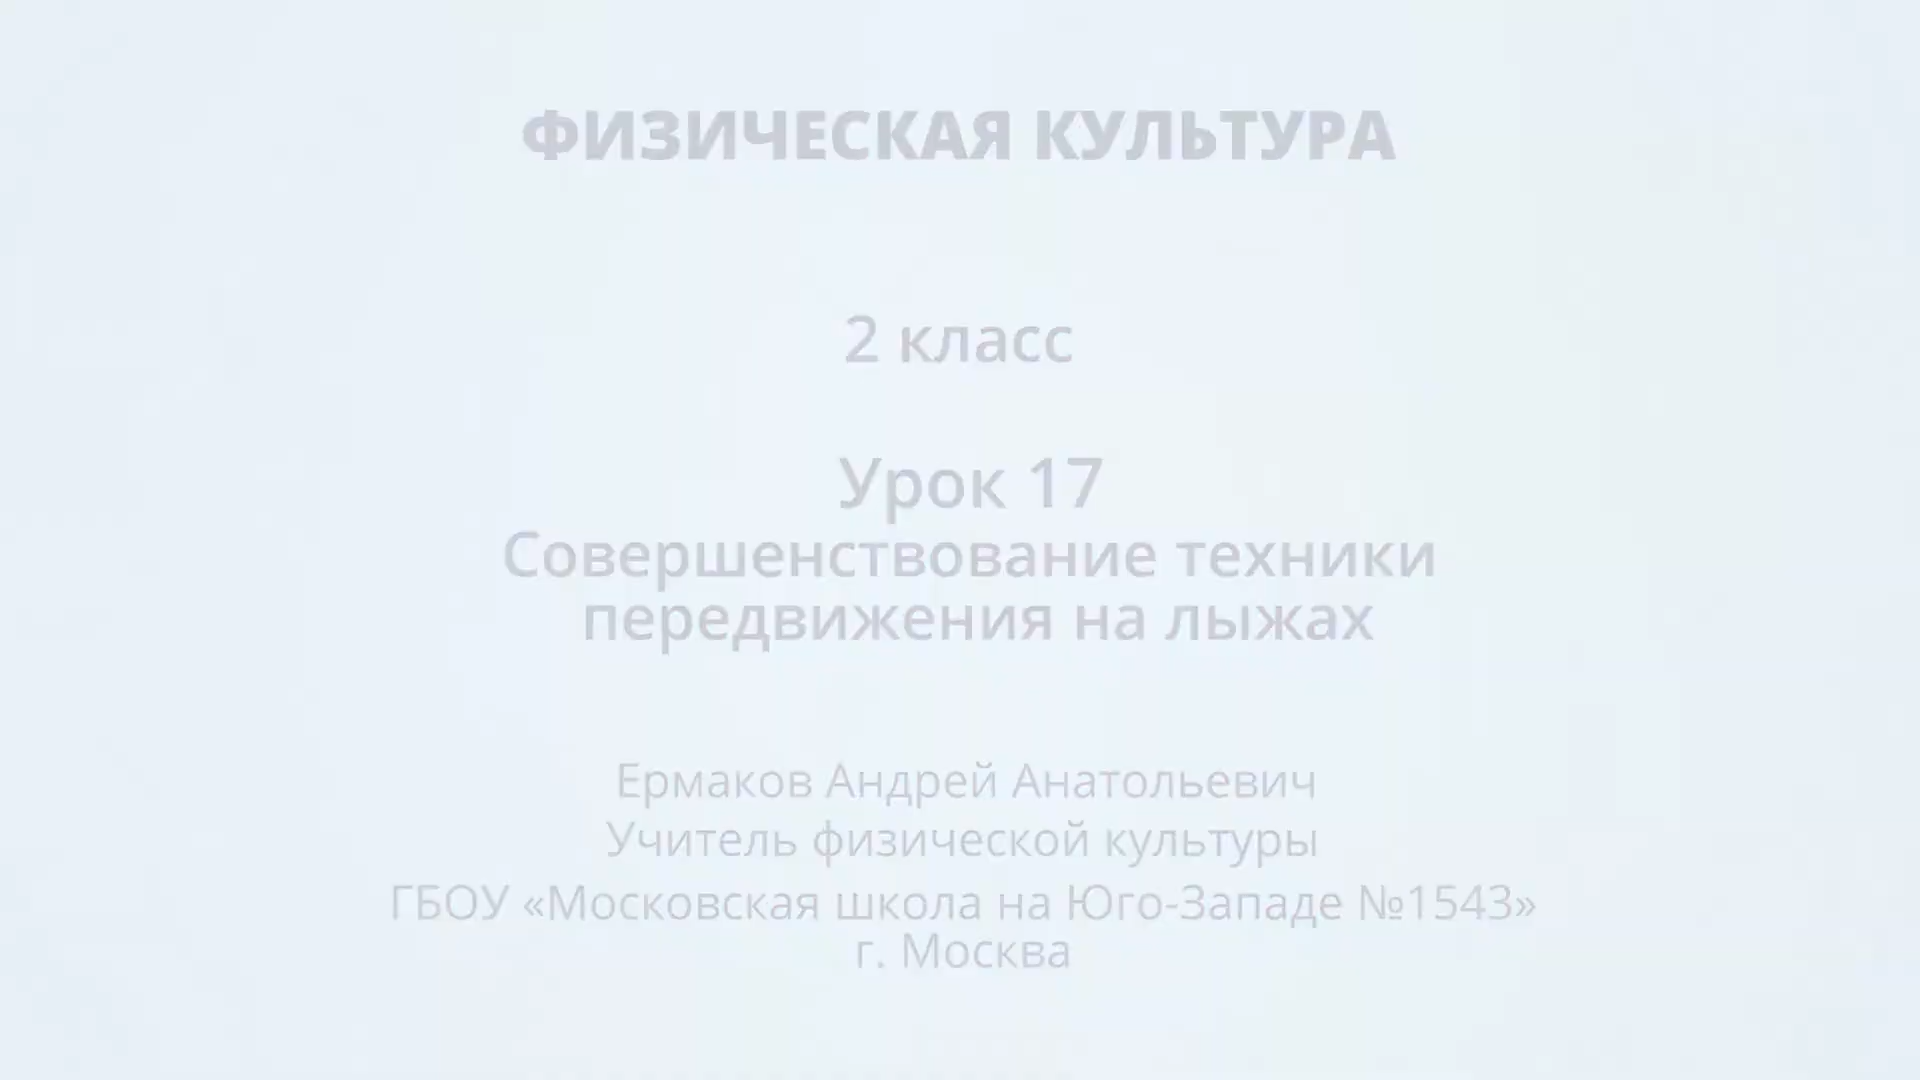 ФИЗИЧЕСКАЯ КУЛЬТУРА
2 класс
Урок 17
Совершенствование техники
передвижения на лыжах
Ермаков Андрей Анатольевич
Учитель физической культуры
ГБОУ «Московская школа на Юго-Западе №1543»
г. Москва